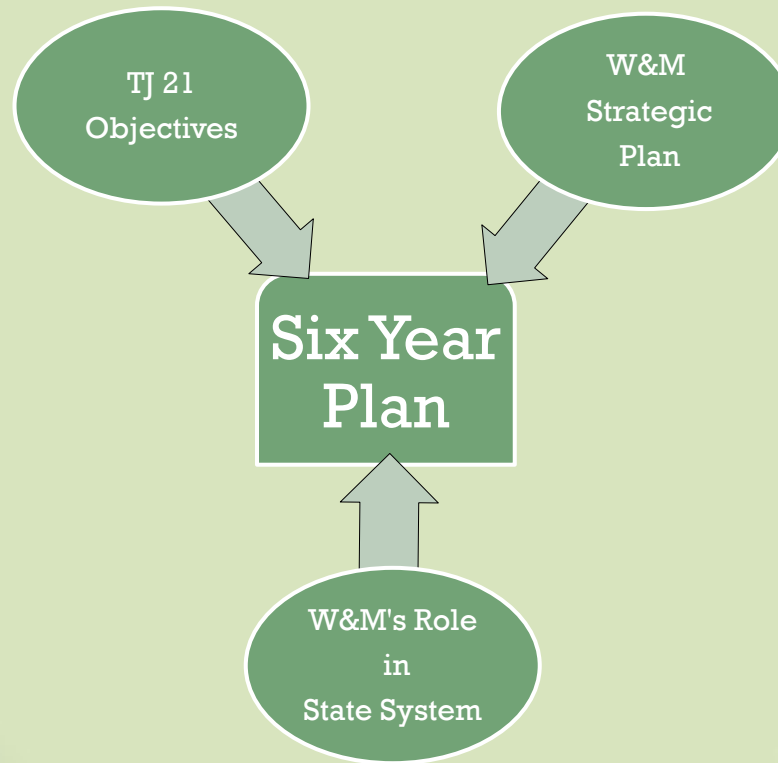 TJ 21
Objectives
W&M
Strategic
Plan
Six Year
Plan
W&M's Role
in
State System